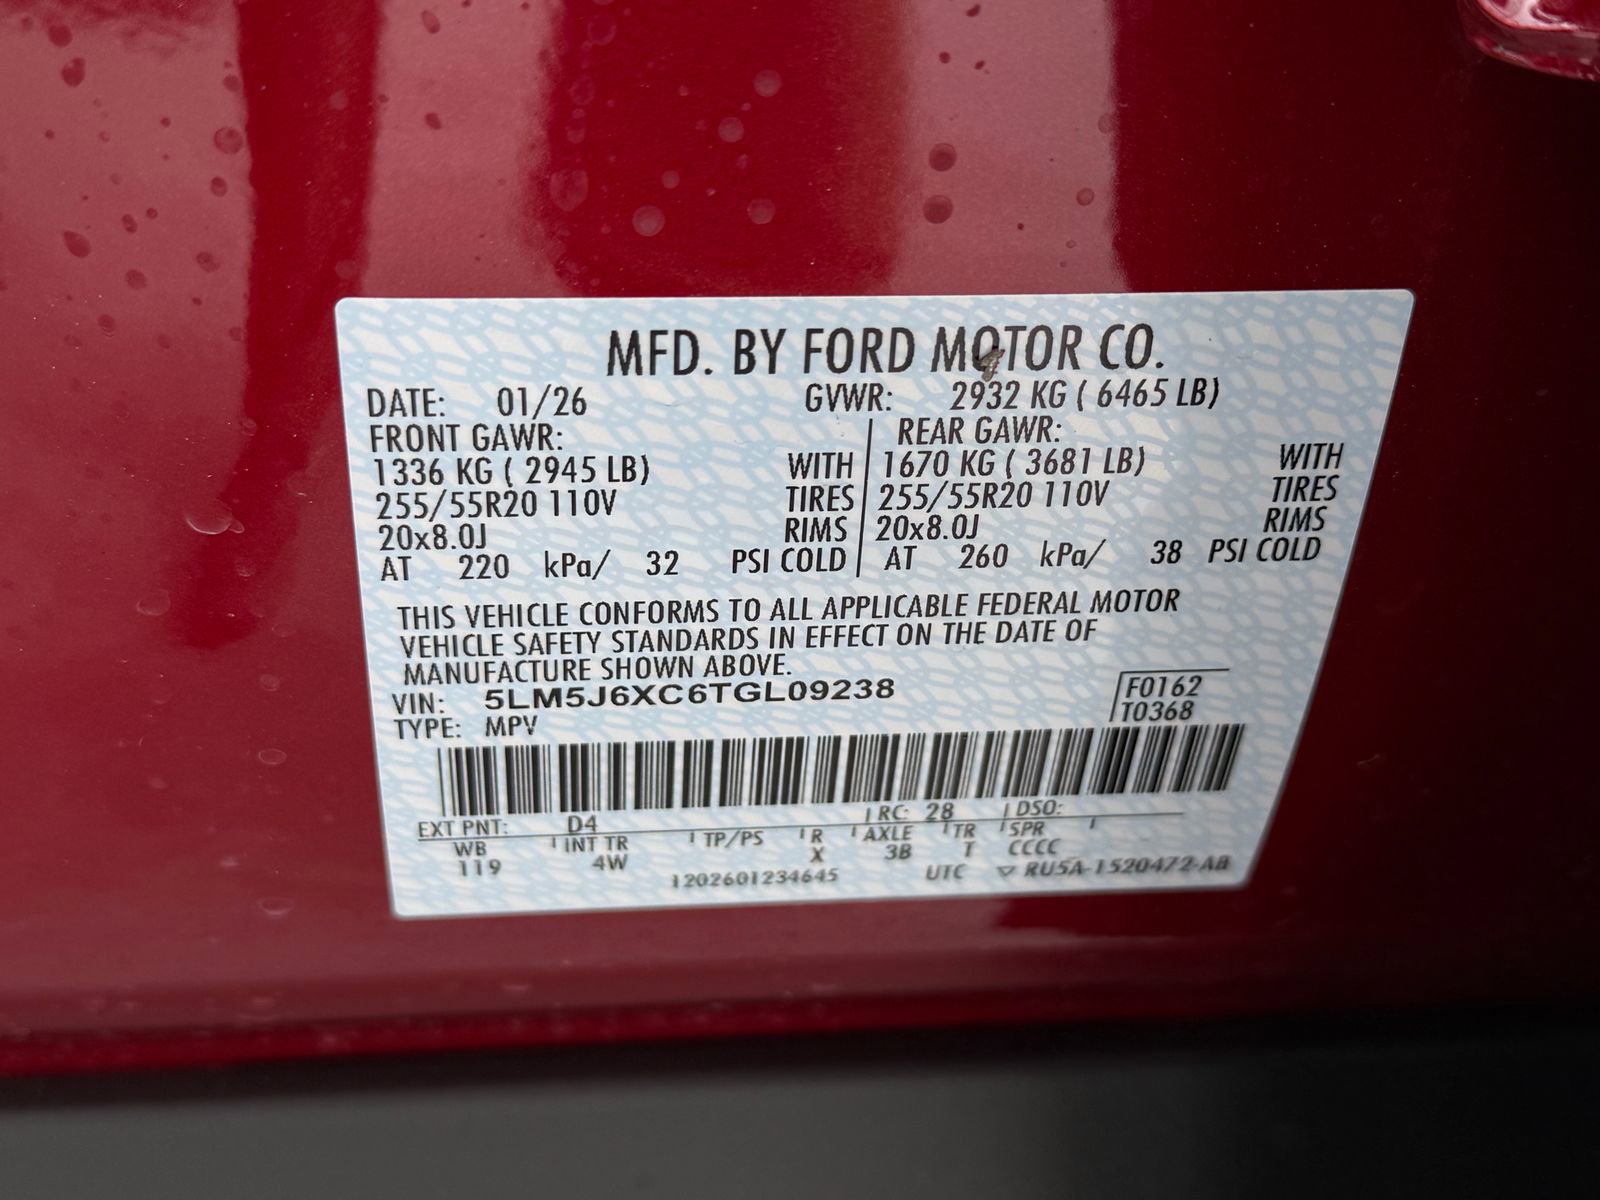 MFD. BY FORD MOTOR CO.
DATE: 01/26 GVWR: 2932 KG ( 6465 LB)
FRONT GAWR: REAR GAWR:
1336 KG ( 2945 LB) WITH 1670 KG ( 3681 LB) WITH
255/55R20 110V TIRES 255/55R20 110V TIRES
20x8.0J RIMS 20x8.0J RIMS
AT 220 kPa/ 32 PSI COLD AT 260 kPa/ 38 PSI COLD
THIS VEHICLE CONFORMS TO ALL APPLICABLE FEDERAL MOTOR
VEHICLE SAFETY STANDARDS IN EFFECT ON THE DATE OF
MANUFACTURE SHOWN ABOVE.
VIN: 5LM5J6XC6TGL09238 F0162
TYPE: MPV T0368
EXT PNT: D4 RC: 28 DSO:
WB INT TR TP/PS R AXLE TR SPR
119 4W X 3B T CCCC
1202601234645 UTC ▽ RU5A-1520472-AB